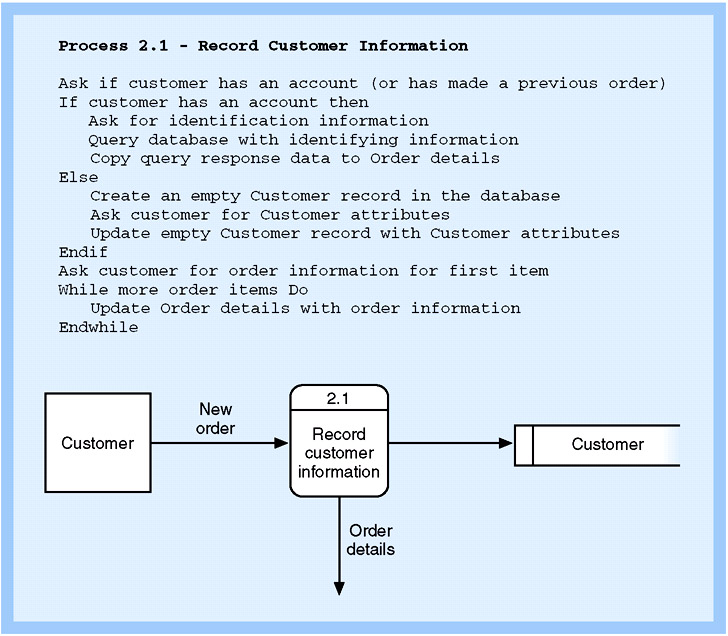 Process 2.1 - Record Customer Information
Ask if customer has an account (or has made a previous order)
If customer has an account then
Ask for identification information
Query database with identifying information
Copy query response data to Order details
Else
Create an empty Customer record in the database
Ask customer for Customer attributes
Update empty Customer record with Customer attributes
Endif
Ask customer for order information for first item
While more order items Do
Update Order details with order information
Endwhile
Customer
New
order
2.1
Record
customer
information
Customer
Order
details